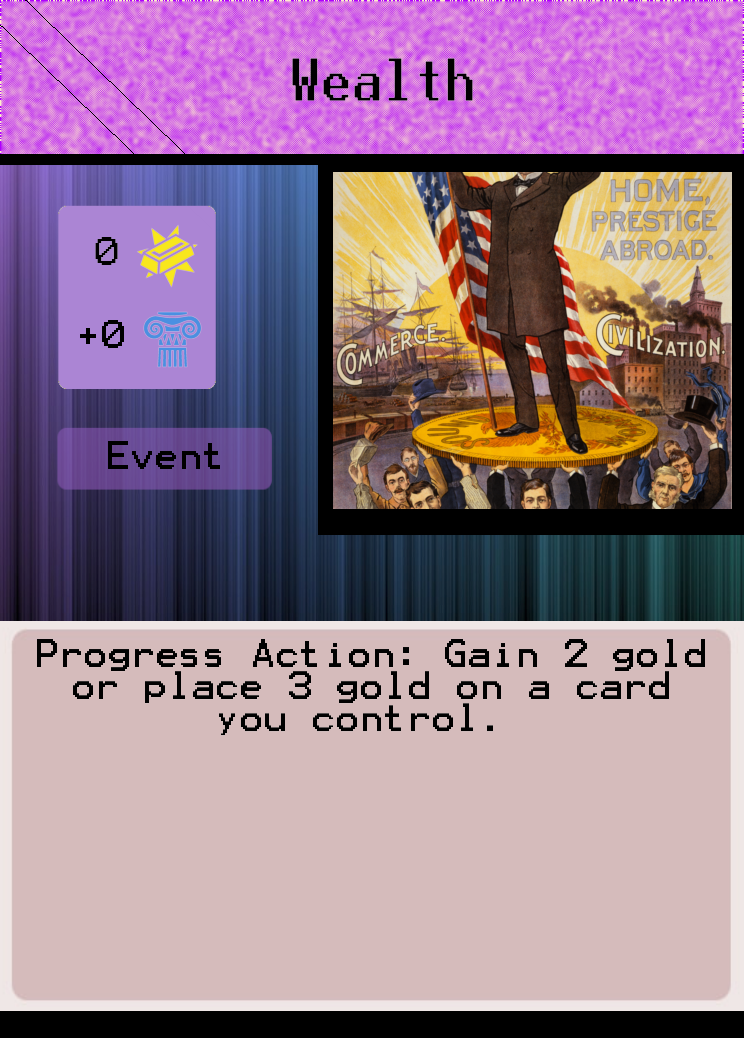 Wealth
0
+0
Event
HOME,
PRESTIGE
ABROAD.
COMMERCE.
CIVILIZATION.
Progress Action: Gain 2 gold
or place 3 gold on a card
you control.